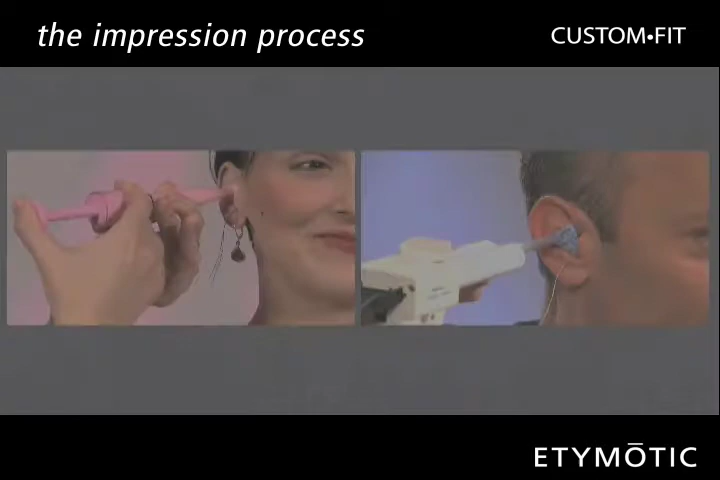 the impression process
CUSTOM•FIT
ETYMŌTIC